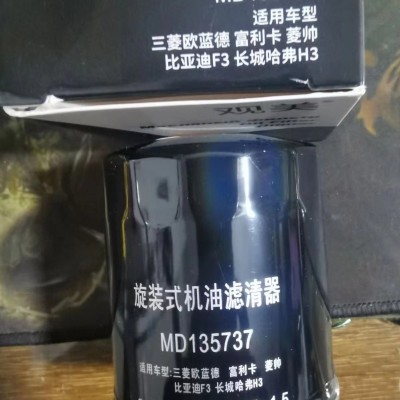 适用车型
三菱欧蓝德 富利卡 菱帅
比亚迪F3 长城哈弗H3
观美
旋装式机油滤清器
MD135737
适用车型:三菱欧蓝德 富利卡 菱帅
比亚迪F3 长城哈弗H3